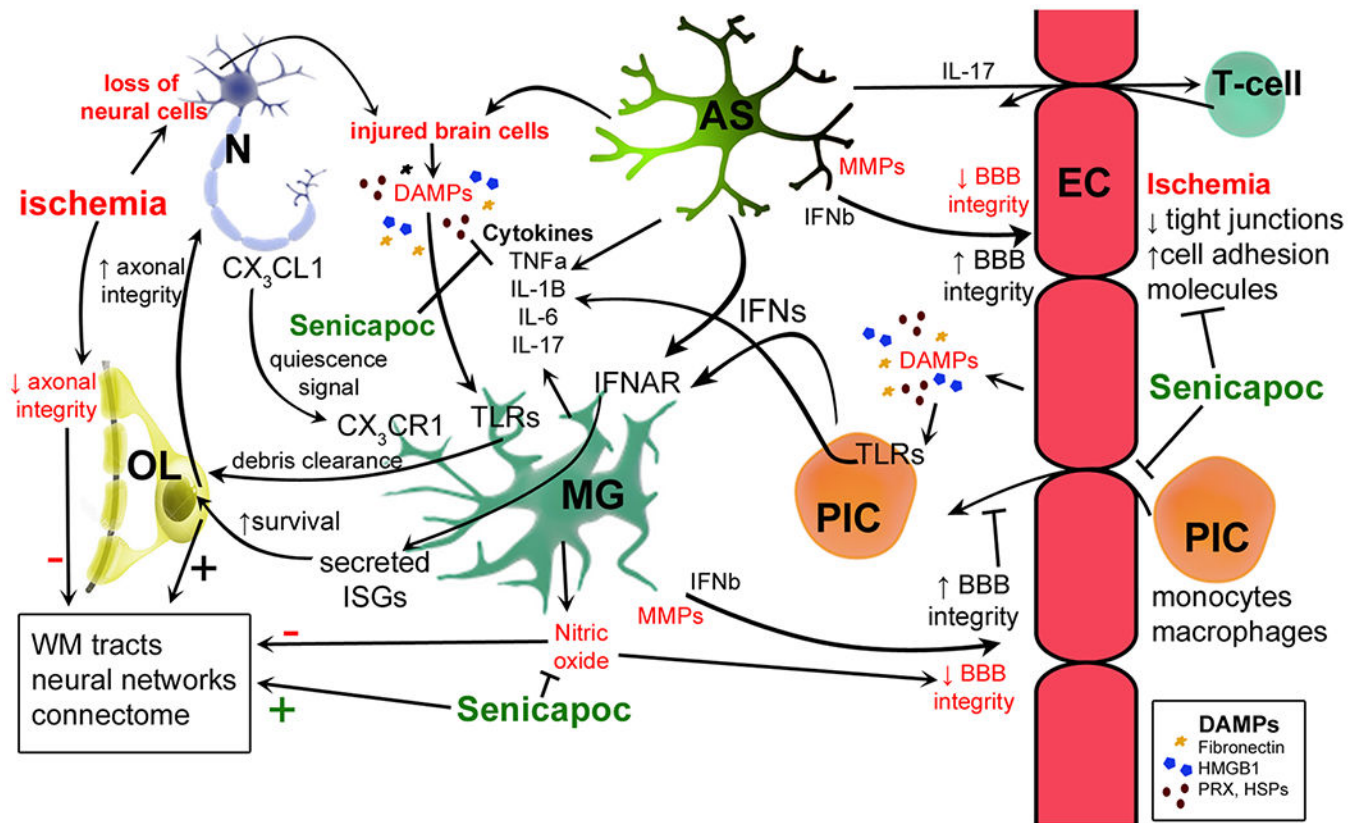 loss of
neural cells
N
injured brain cells
AS
IL-17
T-cell
ischemia
DAMPs
MMPs
IFNb
↓ BBB
integrity
EC
Ischemia
↓ tight junctions
↑cell adhesion
molecules
↑ axonal
integrity
CX₃CL1
Cytokines
TNFa
IL-1B
IL-6
IL-17
↑ BBB
integrity
Senicapoc
IFNs
DAMPs
Senicapoc
quiescence
signal
↓ axonal
integrity
IFNAR
CX₃CR1
TLRs
TLRs
OL
debris clearance
MG
PIC
PIC
↑survival
-
+
secreted
ISGs
IFNb
MMPs
↑ BBB
integrity
monocytes
macrophages
WM tracts
neural networks
connectome
-
+
Nitric
oxide
Senicapoc
↓ BBB
integrity
DAMPs
Fibronectin
HMGB1
PRX, HSPs